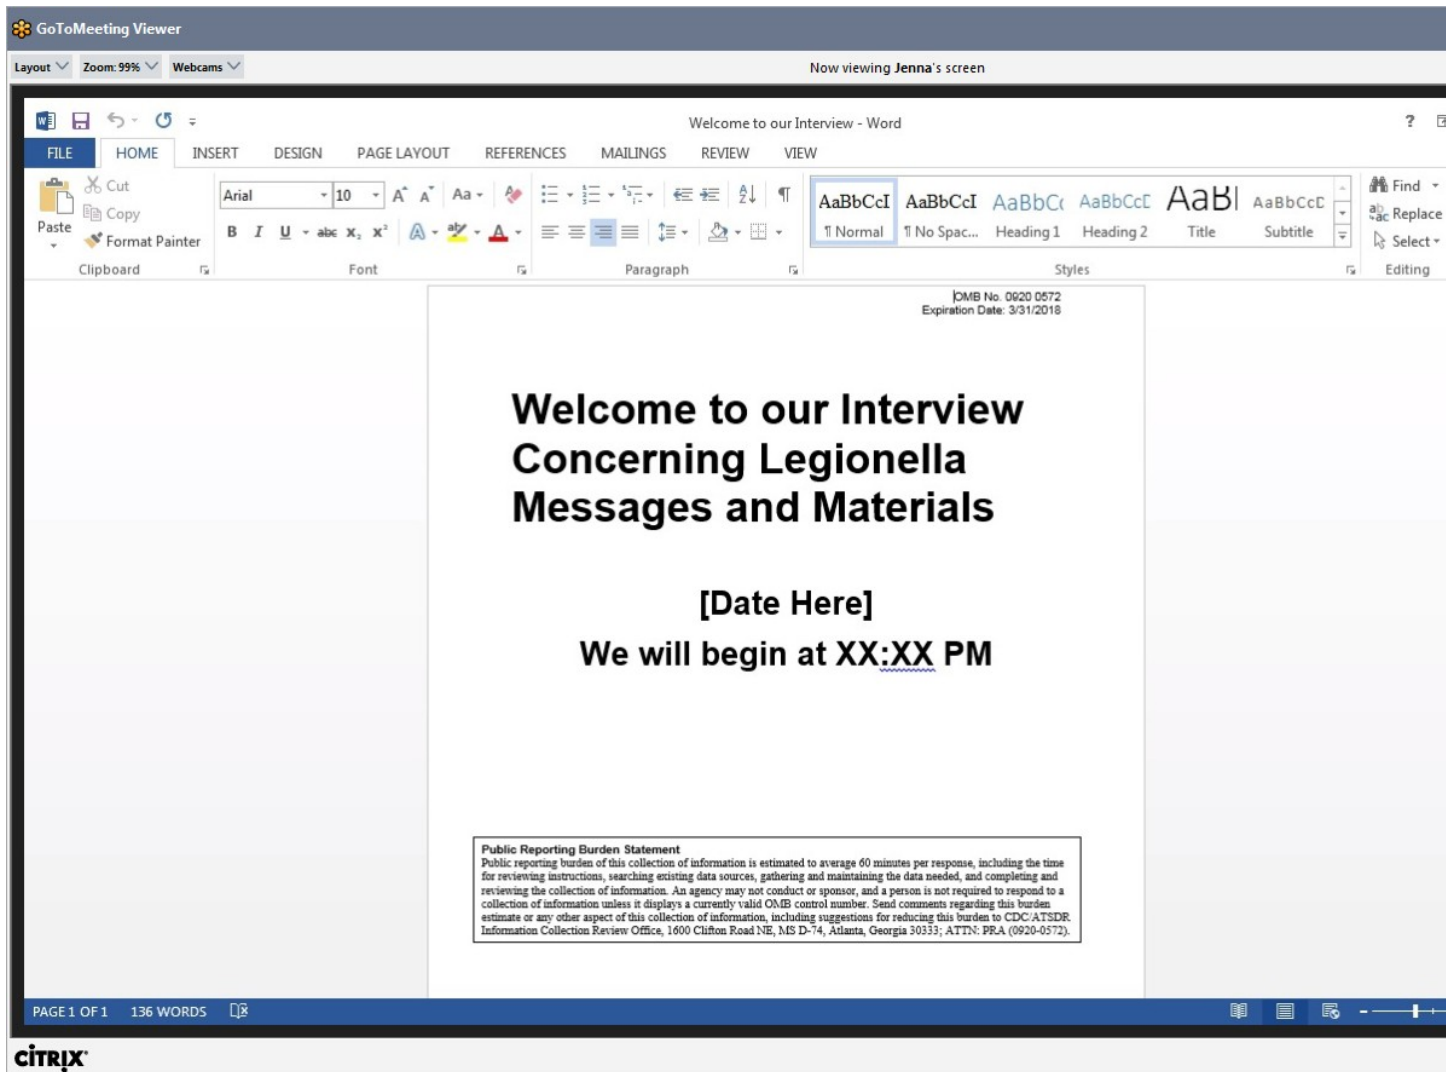 GoToMeeting Viewer
Layout Zoom: 99% Webcams Now viewing Jenna's screen
Welcome to our Interview - Word ?
FILE HOME INSERT DESIGN PAGE LAYOUT REFERENCES MAILINGS REVIEW VIEW
Paste
Cut
Copy
Format Painter
Clipboard
Arial 10 A A Aa
B I U abc X₂ X² A aby A
Font
Paragraph
AaBbCcI AaBbCcI AaBbC AaBbCcD AaB AaBbCcD
¶ Normal ¶ No Spac... Heading 1 Heading 2 Title Subtitle
Styles
Find
Replace
Select
Editing
OMB No. 0920 0572
Expiration Date: 3/31/2018
Welcome to our Interview
Concerning Legionella
Messages and Materials
[Date Here]
We will begin at XX:XX PM
Public Reporting Burden Statement
Public reporting burden of this collection of information is estimated to average 60 minutes per response, including the time
for reviewing instructions, searching existing data sources, gathering and maintaining the data needed, and completing and
reviewing the collection of information. An agency may not conduct or sponsor, and a person is not required to respond to a
collection of information unless it displays a currently valid OMB control number. Send comments regarding this burden
estimate or any other aspect of this collection of information, including suggestions for reducing this burden to CDC/ATSDR
Information Collection Review Office, 1600 Clifton Road NE, MS D-74, Atlanta, Georgia 30333; ATTN: PRA (0920-0572).
PAGE 1 OF 1 136 WORDS
CİTRIX